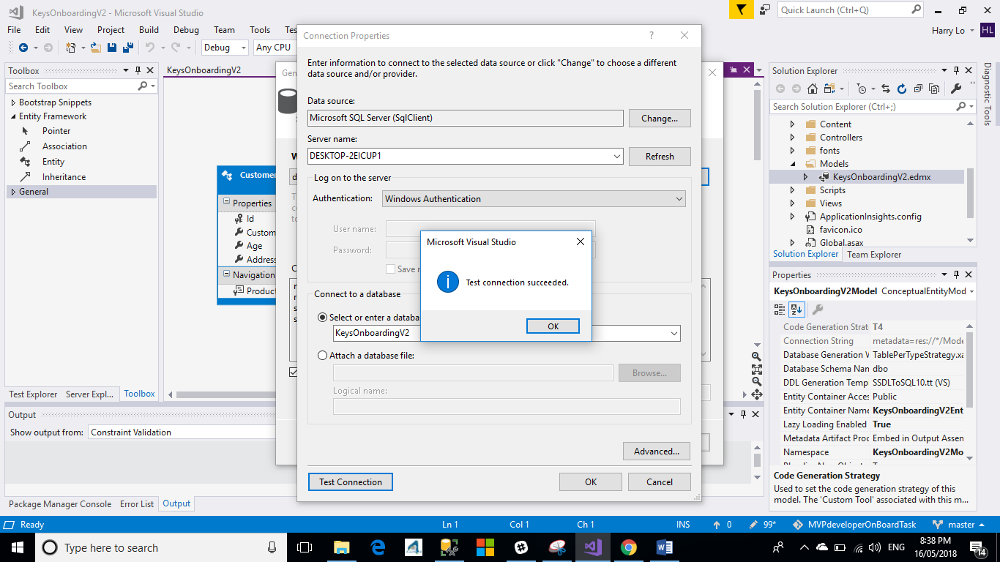 KeysOnboardingV2 - Microsoft Visual Studio
Quick Launch (Ctrl+Q)
File Edit View Project Build Debug Team Tools
Harry Lo HL
Debug Any CPU
Toolbox
Search Toolbox
Bootstrap Snippets
Entity Framework
Pointer
Association
Entity
Inheritance
General
Test Explorer Server Expl... Toolbox
KeysOnboardingV2
Customer
Properties
Id
Age
Address
Navigation
Product
Connection Properties
?
Enter information to connect to the selected data source or click "Change" to choose a different
data source and/or provider.
Data source:
Microsoft SQL Server (SqlClient)
Change...
Server name:
DESKTOP-2EICUP1
Refresh
Log on to the server
Authentication: Windows Authentication
User name:
Password:
Save
Microsoft Visual Studio
Test connection succeeded.
OK
Connect to a database
Select or enter a databa
KeysOnboardingV2
Attach a database file:
Browse...
Logical name:
Advanced...
Test Connection
OK
Cancel
Solution Explorer
Search Solution Explorer (Ctrl+;)
Content
Controllers
fonts
Models
KeysOnboardingV2.edmx
Scripts
Views
ApplicationInsights.config
favicon.ico
Global.asax
Solution Explorer Team Explorer
Diagnostic Tools
Properties
KeysOnboardingV2Model ConceptualEntityMod
Code Generation Strat T4
Connection String metadata=res://*/Mode
Database Generation W TablePerTypeStrategy.xa
Database Schema Nan dbo
DDL Generation Temp SSDLToSQL10.tt (VS)
Entity Container Acces Public
Entity Container Name KeysOnboardingV2Ent
Lazy Loading Enabled True
Metadata Artifact Proc Embed in Output Assen
Namespace KeysOnboardingV2Mo
Code Generation Strategy
Used to set the code generation strategy of this
model. The 'Custom Tool' associated with this m...
Output
Show output from: Constraint Validation
Package Manager Console Error List Output
Ready
Ln 1 Col 1 Ch 1 INS 0 99* MVPdeveloperOnBoardTask master
Type here to search
ENG
8:38 PM
16/05/2018
14